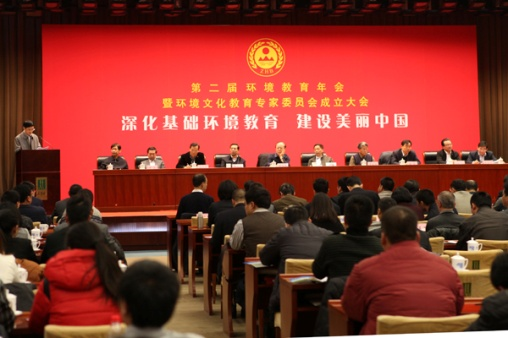 第二届环境教育年会
暨环境文化教育专家委员会成立大会
深化基础环境教育 建设美丽中国